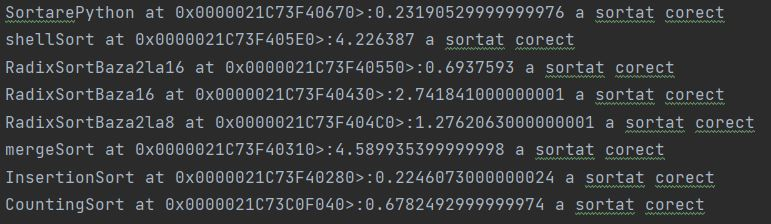 SortarePython at 0x0000021C73F40670>:0.23190529999999976 a sortat corect
shellSort at 0x0000021C73F405E0>:4.226387 a sortat corect
RadixSortBaza2la16 at 0x0000021C73F40550>:0.6937593 a sortat corect
RadixSortBaza16 at 0x0000021C73F40430>:2.741841000000001 a sortat corect
RadixSortBaza2la8 at 0x0000021C73F404C0>:1.2762063000000001 a sortat corect
mergeSort at 0x0000021C73F40310>:4.589935399999998 a sortat corect
InsertionSort at 0x0000021C73F40280>:0.2246073000000024 a sortat corect
CountingSort at 0x0000021C73C0F040>:0.6782492999999974 a sortat corect